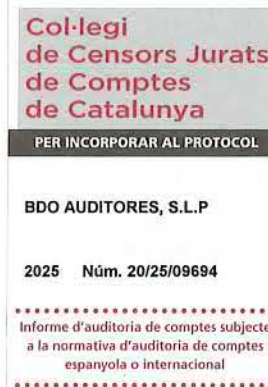 Col·legi
de Censors Jurats
de Comptes
de Catalunya
PER INCORPORAR AL PROTOCOL
BDO AUDITORES, S.L.P
2025 Núm. 20/25/09694
Informe d'auditoria de comptes subjecte
a la normativa d'auditoria de comptes
espanyola o internacional